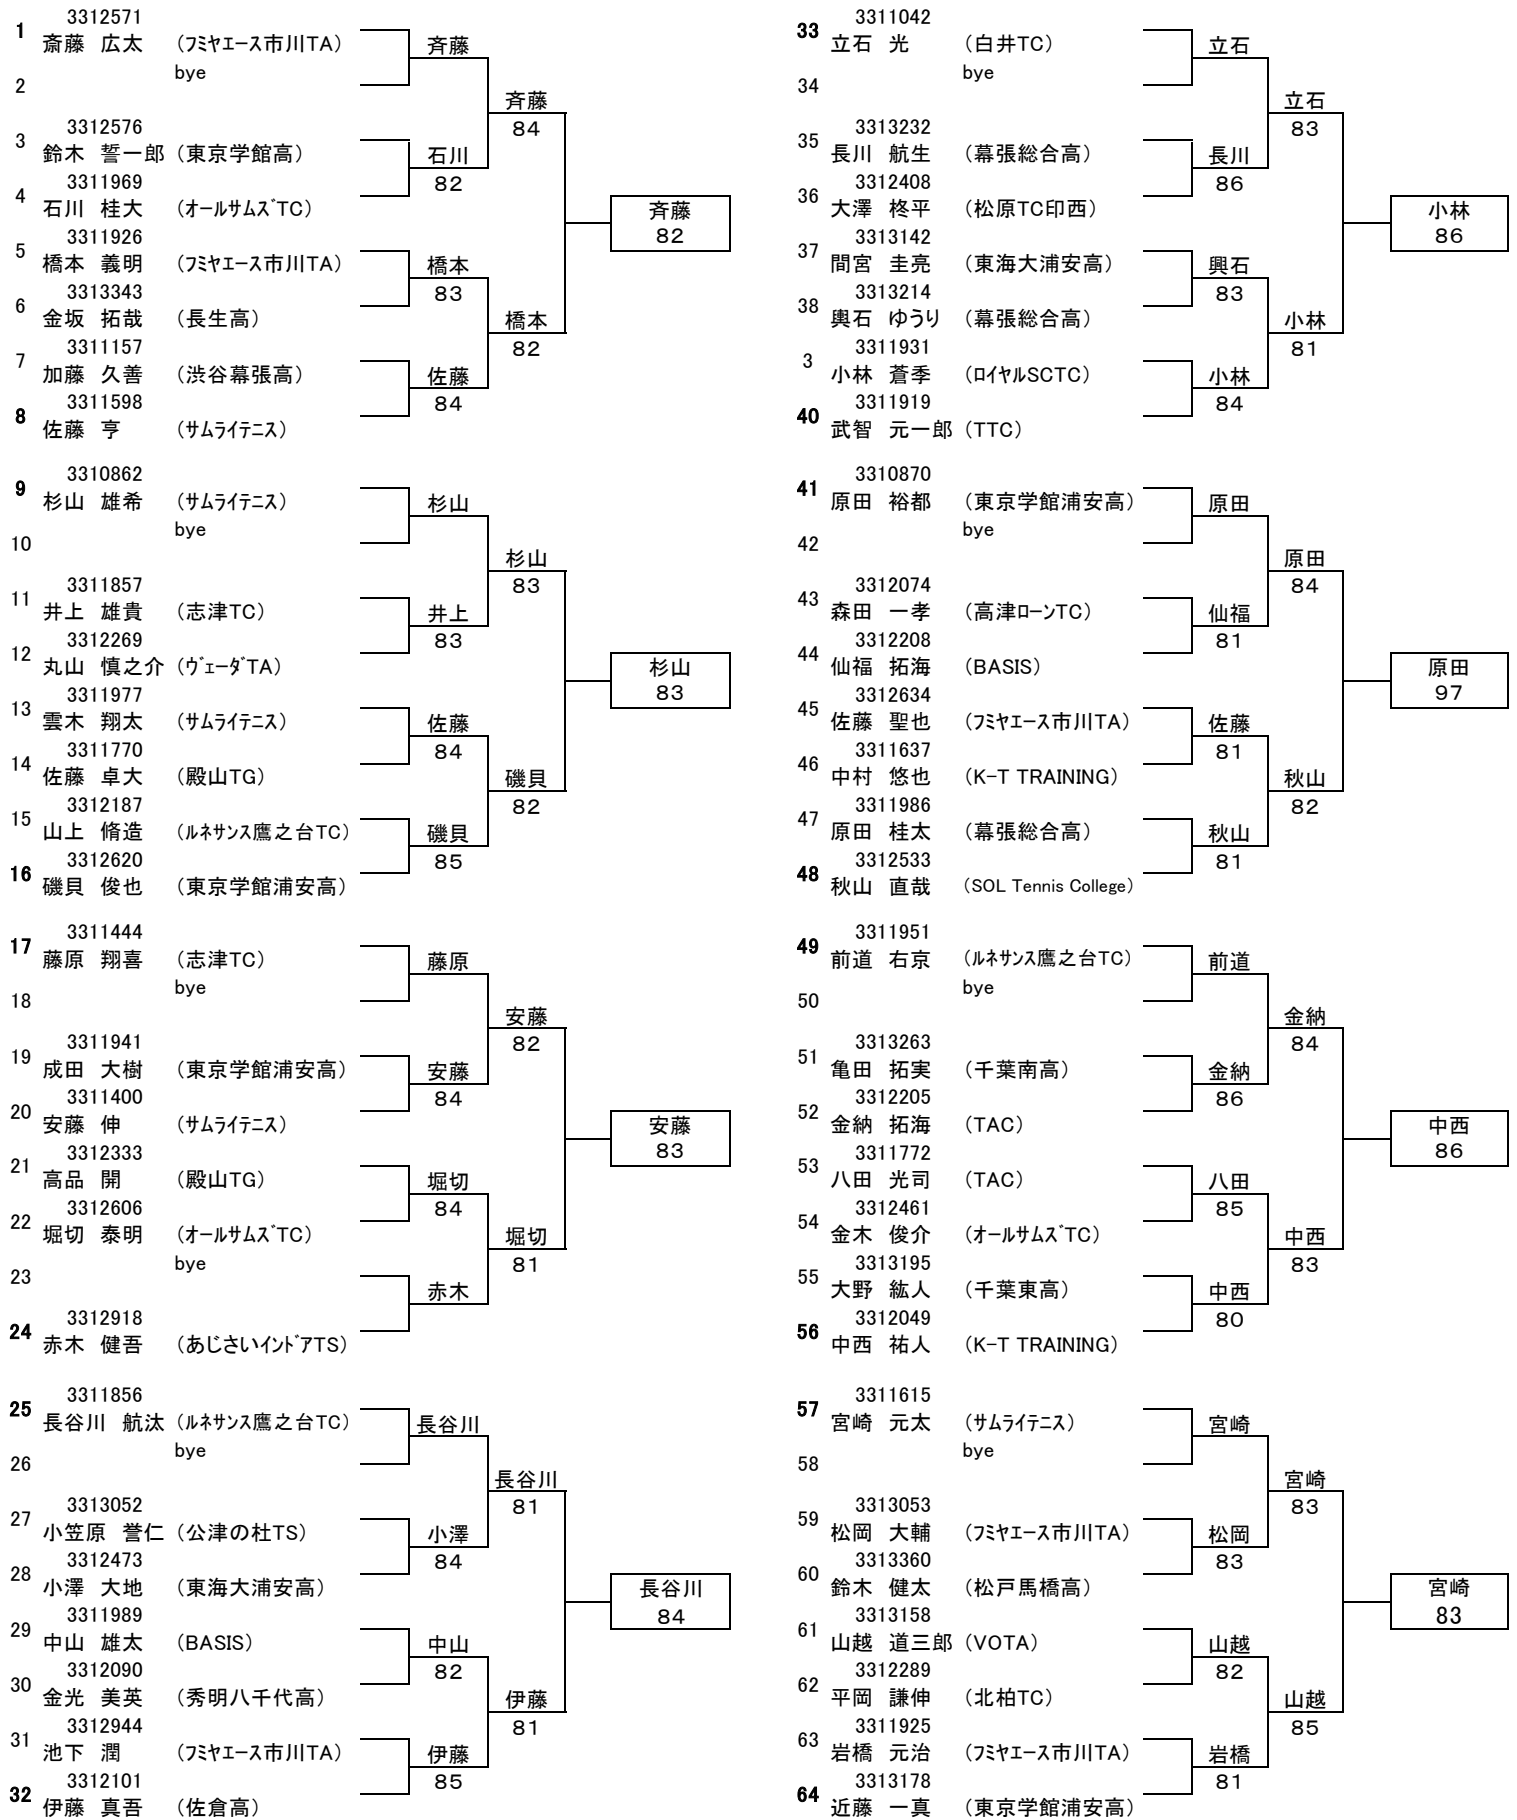 3312571
1 斎藤 広太 (フミヤエース市川TA) 斉藤
bye
2
斉藤
84
3312576
3 鈴木 誓一郎 (東京学館高) 石川
82
3311969
4 石川 桂大 (オールサムズTC)
斉藤
82
3311926
5 橋本 義明 (フミヤエース市川TA) 橋本
83
3313343
6 金坂 拓哉 (長生高)
橋本
82
3311157
7 加藤 久善 (渋谷幕張高) 佐藤
84
3311598
8 佐藤 亨 (サムライテニス)
3310862
9 杉山 雄希 (サムライテニス) 杉山
bye
10
杉山
83
3311857
11 井上 雄貴 (志津TC) 井上
83
3312269
12 丸山 慎之介 (ヴェーダTA)
杉山
83
3311977
13 雲木 翔太 (サムライテニス) 佐藤
84
3311770
14 佐藤 卓大 (殿山TG)
磯貝
82
3312187
15 山上 脩造 (ルネサンス鷹之台TC) 磯貝
85
3312620
16 磯貝 俊也 (東京学館浦安高)
3311444
17 藤原 翔喜 (志津TC) 藤原
bye
18
安藤
82
3311941
19 成田 大樹 (東京学館浦安高) 安藤
84
3311400
20 安藤 伸 (サムライテニス)
安藤
83
3312333
21 高品 開 (殿山TG) 堀切
84
3312606
22 堀切 泰明 (オールサムズTC)
堀切
81
bye
23
赤木
3312918
24 赤木 健吾 (あじさいインドアTS)
3311856
25 長谷川 航汰 (ルネサンス鷹之台TC) 長谷川
bye
26
長谷川
81
3313052
27 小笠原 誉仁 (公津の杜TS) 小澤
84
3312473
28 小澤 大地 (東海大浦安高)
長谷川
84
3311989
29 中山 雄太 (BASIS) 中山
82
3312090
30 金光 美英 (秀明八千代高)
伊藤
81
3312944
31 池下 潤 (フミヤエース市川TA) 伊藤
85
3312101
32 伊藤 真吾 (佐倉高)
3311042
33 立石 光 (白井TC) 立石
bye
34
立石
83
3313232
35 長川 航生 (幕張総合高) 長川
86
3312408
36 大澤 柊平 (松原TC印西)
小林
86
3313142
37 間宮 圭亮 (東海大浦安高) 興石
83
3313214
38 輿石 ゆうり (幕張総合高)
小林
81
3311931
3 小林 蒼季 (ロイヤルSCTC) 小林
84
3311919
40 武智 元一郎 (TTC)
3310870
41 原田 裕都 (東京学館浦安高) 原田
bye
42
原田
84
3312074
43 森田 一孝 (高津ローンTC) 仙福
81
3312208
44 仙福 拓海 (BASIS)
原田
97
3312634
45 佐藤 聖也 (フミヤエース市川TA) 佐藤
81
3311637
46 中村 悠也 (K-T TRAINING)
秋山
82
3311986
47 原田 桂太 (幕張総合高) 秋山
81
3312533
48 秋山 直哉 (SOL Tennis College)
3311951
49 前道 右京 (ルネサンス鷹之台TC) 前道
bye
50
金納
84
3313263
51 亀田 拓実 (千葉南高) 金納
86
3312205
52 金納 拓海 (TAC)
中西
86
3311772
53 八田 光司 (TAC) 八田
85
3312461
54 金木 俊介 (オールサムズTC)
中西
83
3313195
55 大野 紘人 (千葉東高) 中西
80
3312049
56 中西 祐人 (K-T TRAINING)
3311615
57 宮崎 元太 (サムライテニス) 宮崎
bye
58
宮崎
83
3313053
59 松岡 大輔 (フミヤエース市川TA) 松岡
83
3313360
60 鈴木 健太 (松戸馬橋高)
宮崎
83
3313158
61 山越 道三郎 (VOTA) 山越
82
3312289
62 平岡 謙伸 (北柏TC)
山越
85
3311925
63 岩橋 元治 (フミヤエース市川TA) 岩橋
81
3313178
64 近藤 一真 (東京学館浦安高)